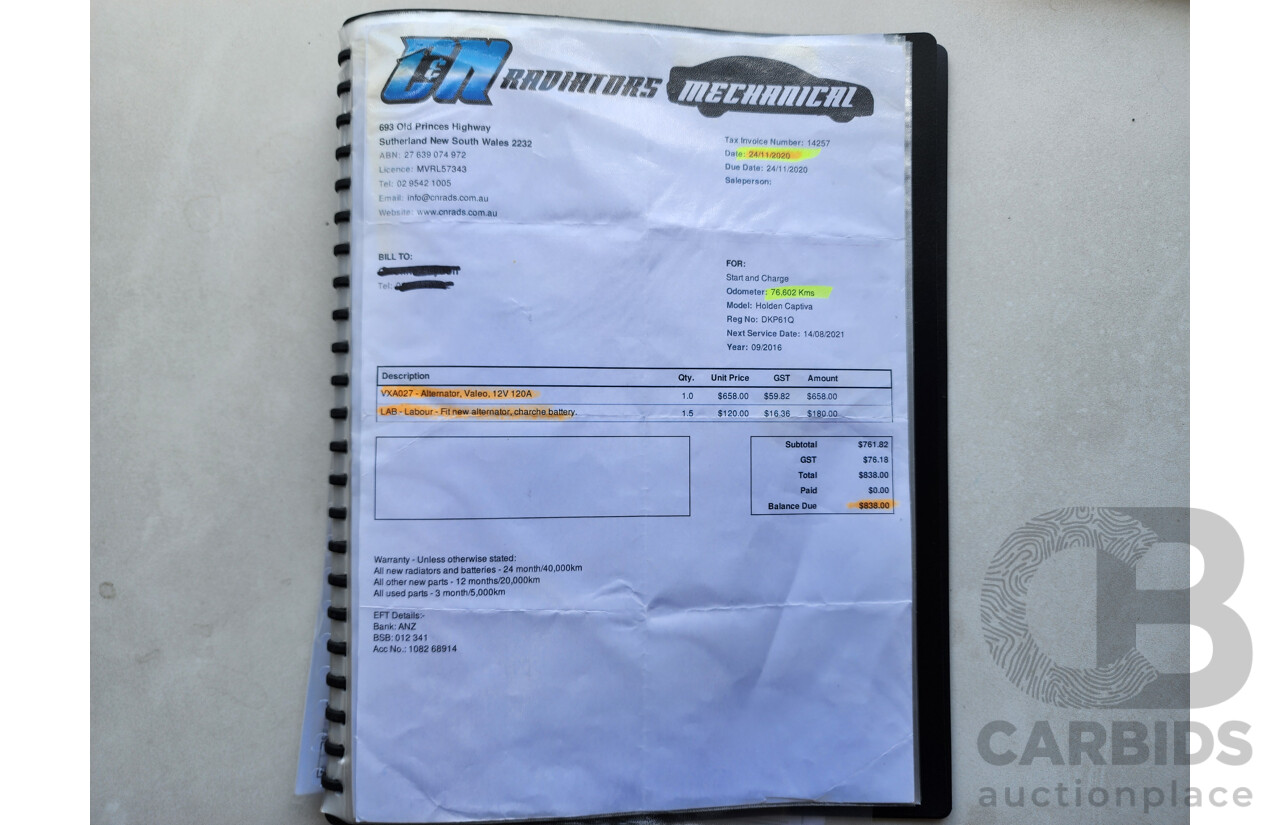 C&N RADIATORS MECHANICAL
693 Old Princes Highway
Sutherland New South Wales 2232
ABN: 27 639 074 972
Licence: MVRL57343
Tel: 02 9542 1005
Email: info@cnrads.com.au
Website: www.cnrads.com.au
Tax Invoice Number: 14257
Date: 24/11/2020
Due Date: 24/11/2020
Saleperson:
BILL TO:
Tel:
FOR:
Start and Charge
Odometer: 76,602 Kms
Model: Holden Captiva
Reg No: DKP61Q
Next Service Date: 14/08/2021
Year: 09/2016
Description Qty. Unit Price GST Amount
VXA027 - Alternator, Valeo, 12V 120A 1.0 $658.00 $59.82 $658.00
LAB - Labour - Fit new alternator, charche battery. 1.5 $120.00 $16.36 $180.00
Subtotal $761.82
GST $76.18
Total $838.00
Paid $0.00
Balance Due $838.00
Warranty - Unless otherwise stated:
All new radiators and batteries - 24 month/40,000km
All other new parts - 12 months/20,000km
All used parts - 3 month/5,000km
EFT Details:-
Bank: ANZ
BSB: 012 341
Acc No.: 1082 68914
CB
CARBIDS
auctionplace